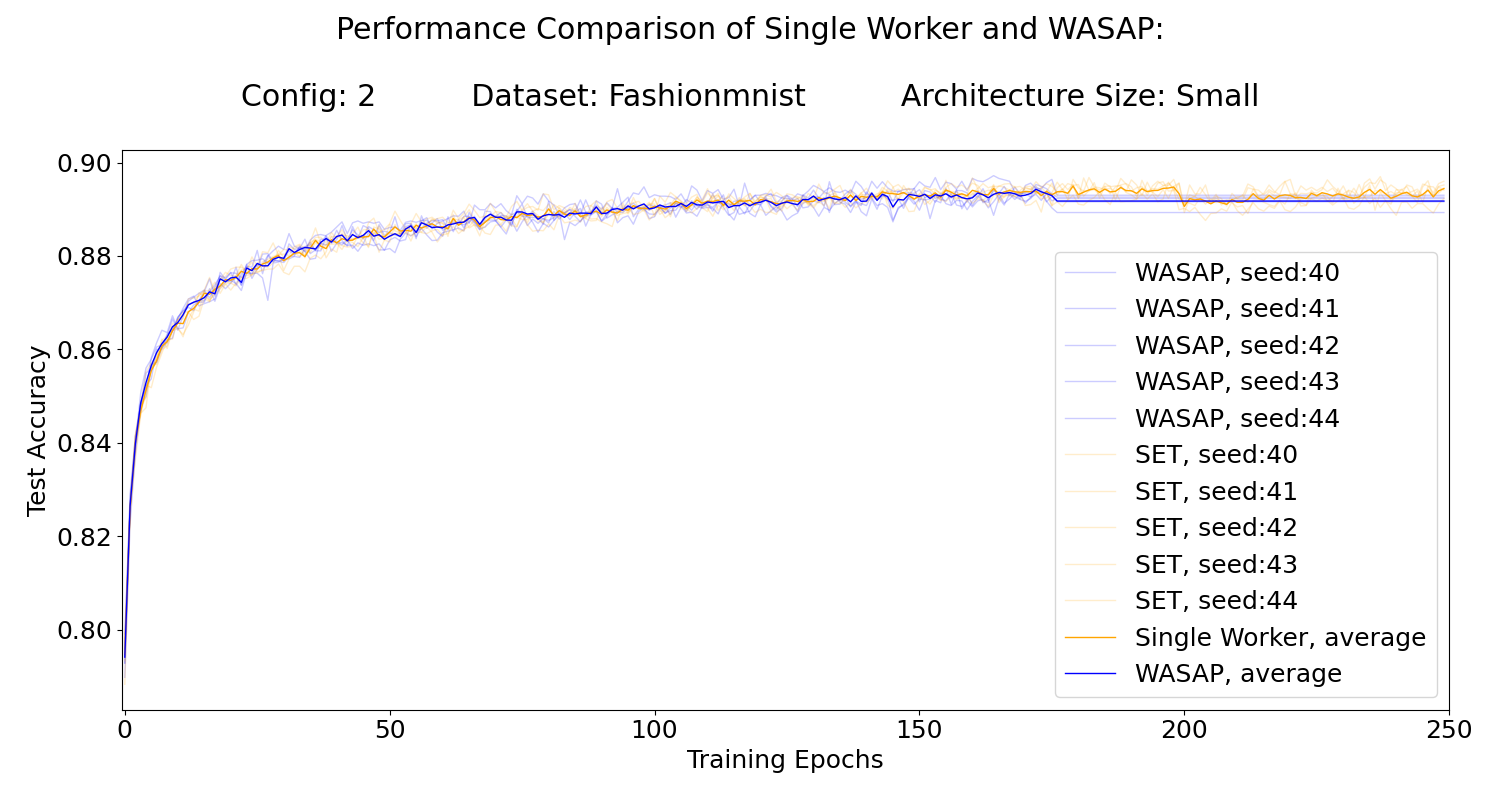 Performance Comparison of Single Worker and WASAP:
Config: 2 Dataset: Fashionmnist Architecture Size: Small
0.90
0.88
0.86
0.84
0.82
0.80
Test Accuracy
WASAP, seed:40
WASAP, seed:41
WASAP, seed:42
WASAP, seed:43
WASAP, seed:44
SET, seed:40
SET, seed:41
SET, seed:42
SET, seed:43
SET, seed:44
Single Worker, average
WASAP, average
0 50 100 150 200 250
Training Epochs